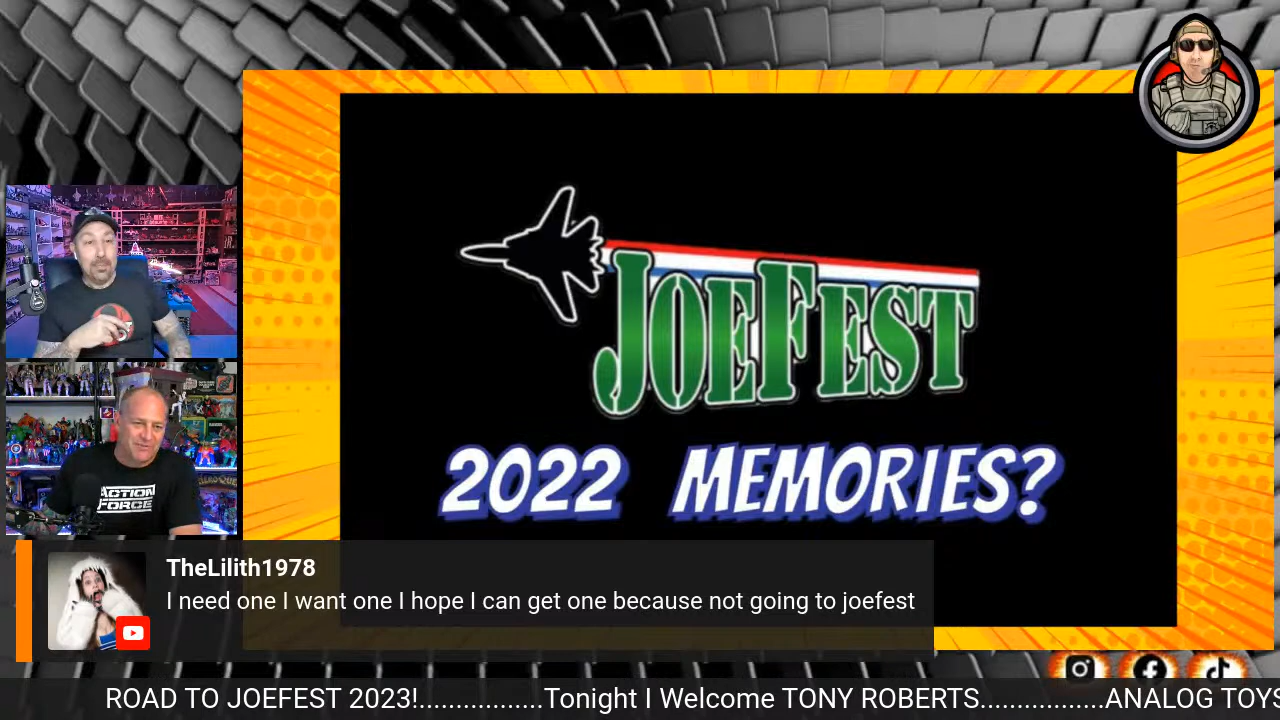 JOEFEST
2022 MEMORIES?
ACTION
FORCE
TheLilith1978
I need one I want one I hope I can get one because not going to joefest
ROAD TO JOEFEST 2023!.................Tonight I Welcome TONY ROBERTS.................ANALOG TOYS